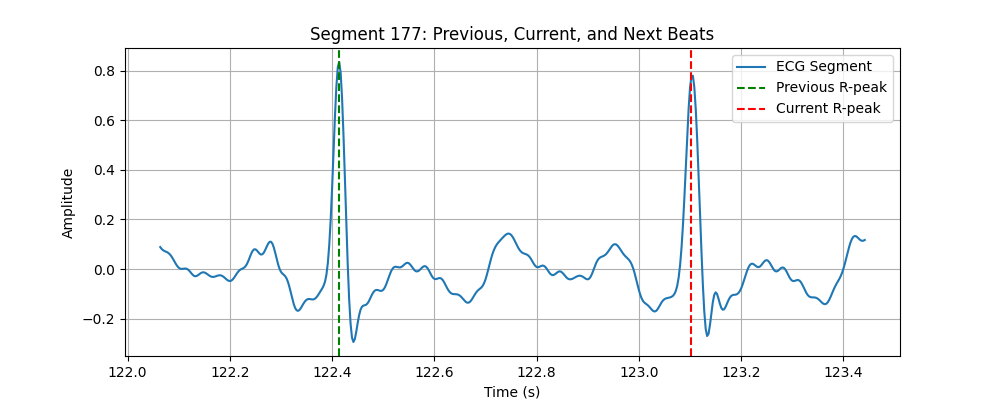 Segment 177: Previous, Current, and Next Beats
ECG Segment
Previous R-peak
Current R-peak
0.8
0.6
0.4
0.2
0.0
−0.2
Amplitude
122.0 122.2 122.4 122.6 122.8 123.0 123.2 123.4
Time (s)